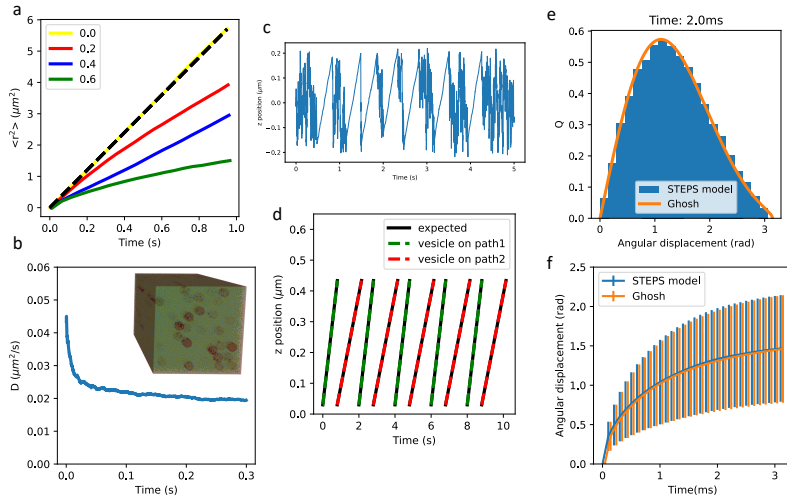 a
6
5
4
3
2
1
0
<r²> (μm²)
0.0
0.2
0.4
0.6
0.0 0.2 0.4 0.6 0.8 1.0
Time (s)
b
0.06
0.05
0.04
0.03
0.02
0.01
0.00
D (μm²/s)
0.0 0.1 0.2 0.3
Time (s)
c
0.2
0.1
0.0
−0.1
−0.2
z position (μm)
0 1 2 3 4 5
Time (s)
d
0.6
0.5
0.4
0.3
0.2
0.1
0.0
z position (μm)
expected
vesicle on path1
vesicle on path2
0 2 4 6 8 10
Time (s)
e
Time: 2.0ms
0.6
0.5
0.4
0.3
0.2
0.1
0.0
Q
STEPS model
Ghosh
0 1 2 3
Angular displacement (rad)
f
2.5
2.0
1.5
1.0
0.5
0.0
Angular displacement (rad)
STEPS model
Ghosh
0 1 2 3
Time(ms)